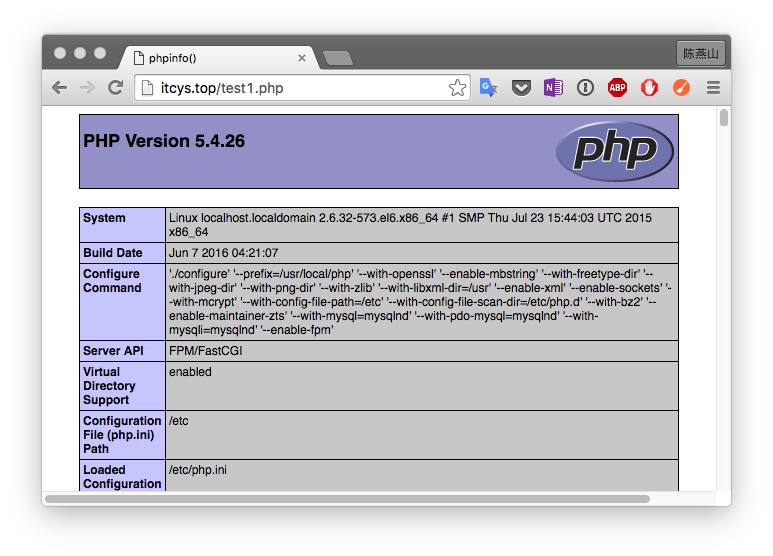 phpinfo()
陈燕山
itcys.top/test1.php
ABP
PHP Version 5.4.26
php
System
Linux localhost.localdomain 2.6.32-573.el6.x86_64 #1 SMP Thu Jul 23 15:44:03 UTC 2015
x86_64
Build Date
Jun 7 2016 04:21:07
Configure
Command
'./configure' '--prefix=/usr/local/php' '--with-openssl' '--enable-mbstring' '--with-freetype-dir' '--
with-jpeg-dir' '--with-png-dir' '--with-zlib' '--with-libxml-dir=/usr' '--enable-xml' '--enable-sockets' '-
-with-mcrypt' '--with-config-file-path=/etc' '--with-config-file-scan-dir=/etc/php.d' '--with-bz2' '--
enable-maintainer-zts' '--with-mysql=mysqlnd' '--with-pdo-mysql=mysqlnd' '--with-
mysqli=mysqlnd' '--enable-fpm'
Server API
FPM/FastCGI
Virtual
Directory
Support
enabled
Configuration
File (php.ini)
Path
/etc
Loaded
Configuration
/etc/php.ini